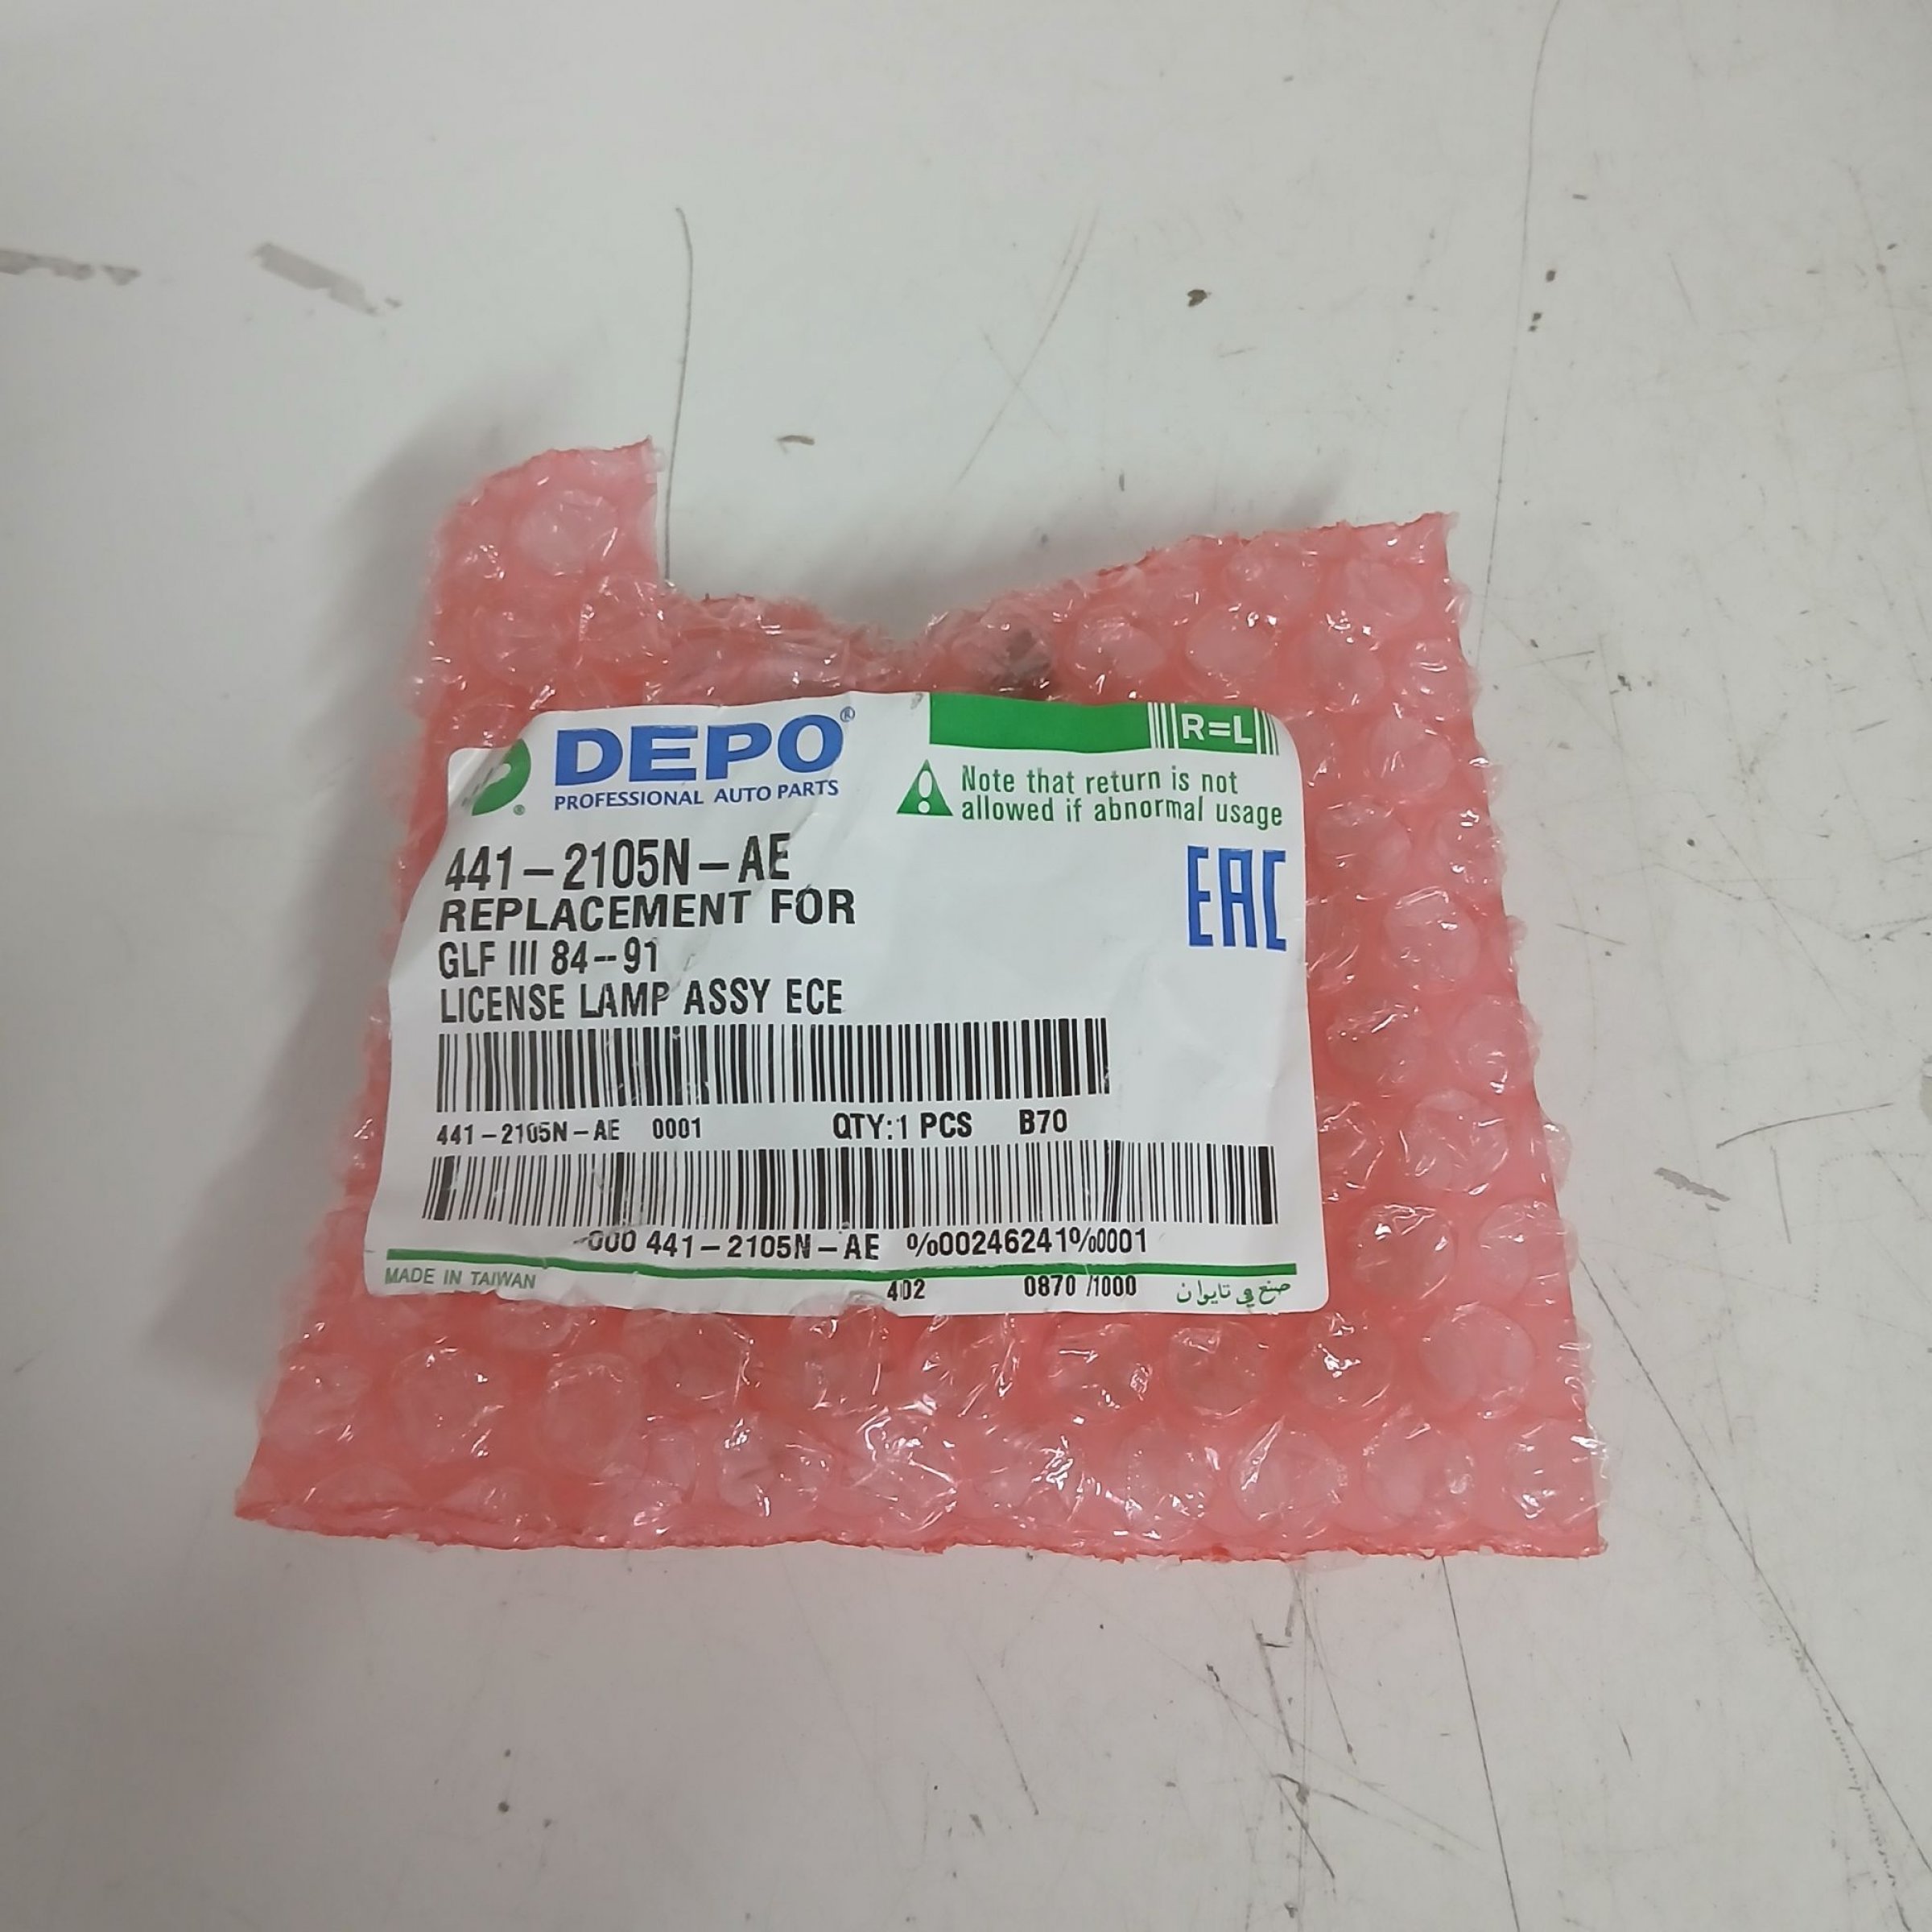 DEPO®
PROFESSIONAL AUTO PARTS
R=L
Note that return is not
allowed if abnormal usage
441-2105N-AE
REPLACEMENT FOR
GLF III 84--91
LICENSE LAMP ASSY ECE
EAC
441-2105N-AE 0001 QTY:1 PCS B70
000 441-2105N-AE %00246241%0001
MADE IN TAIWAN 402 0870 /1000 صنع في تايوان